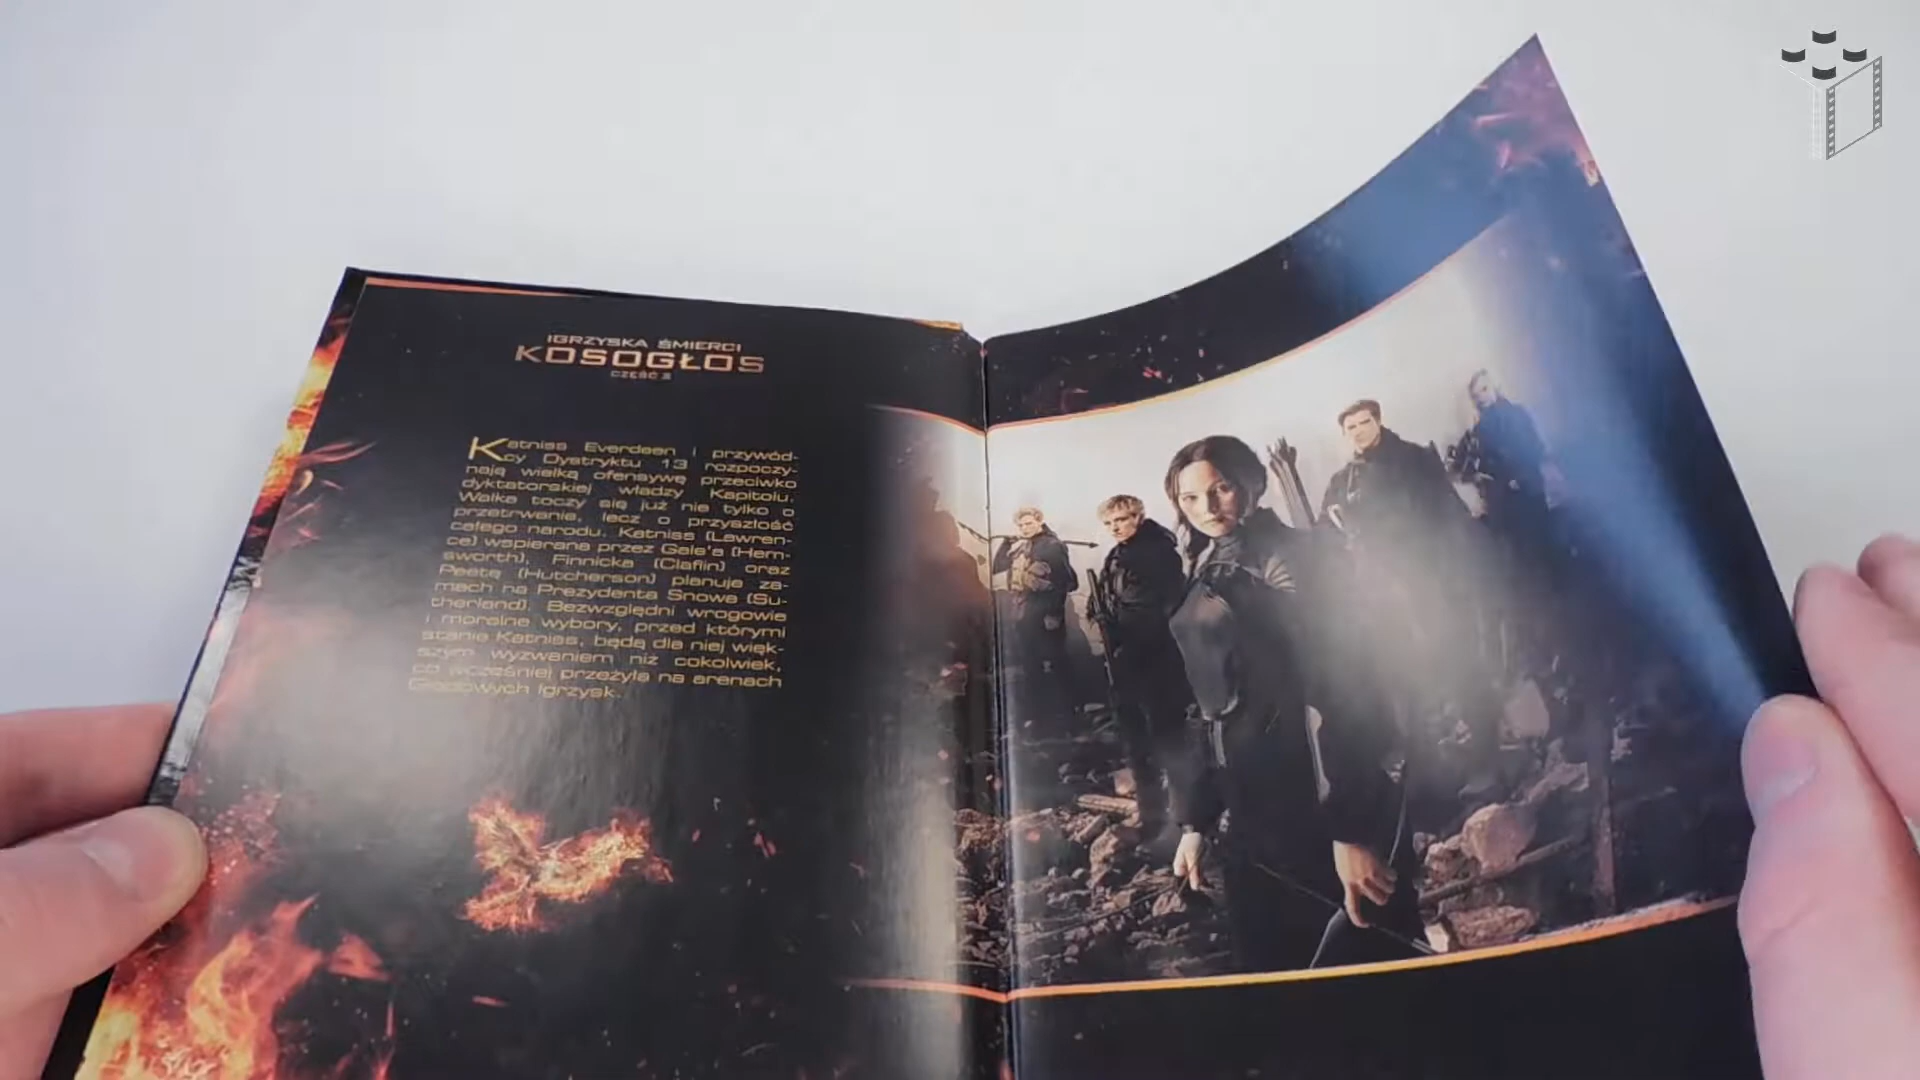 IGRZYSKA ŚMIERCI
KOSOGŁOS
CZĘŚĆ 2
Katniss Everdeen i przywód-
cy Dystryktu 13 rozpoczy-
nają wielką ofensywę przeciwko
dyktatorskiej władzy Kapitolu.
Walka toczy się już nie tylko o
przetrwanie, lecz o przyszłość
całego narodu. Katniss (Lawren-
ce) wspierana przez Gale'a (Hem-
sworth), Finnicka (Claflin) oraz
Peetę (Hutcherson) planuje za-
mach na Prezydenta Snowa (Su-
therland). Bezwzględni wrogowie
i moralne wybory, przed którymi
stanie Katniss, będą dla niej więk-
szym wyzwaniem niż cokolwiek,
co wcześniej przeżyła na arenach
Głodowych Igrzysk.